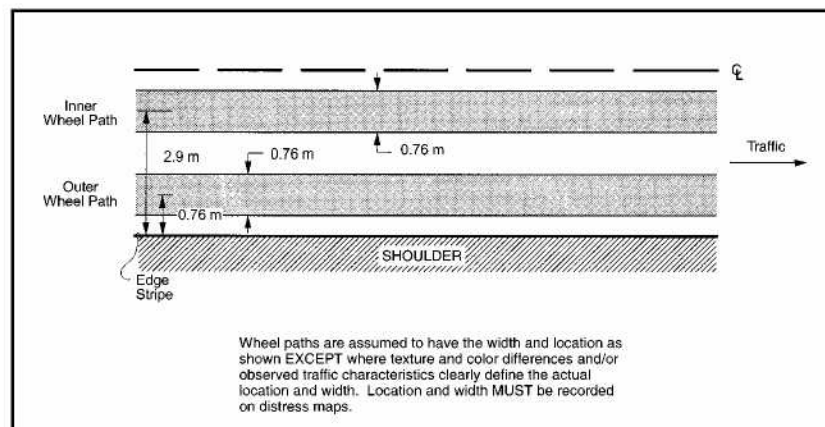 ℄
Inner
Wheel Path
2.9 m
0.76 m
0.76 m
Traffic
Outer
Wheel Path
0.76 m
SHOULDER
Edge
Stripe
Wheel paths are assumed to have the width and location as
shown EXCEPT where texture and color differences and/or
observed traffic characteristics clearly define the actual
location and width. Location and width MUST be recorded
on distress maps.